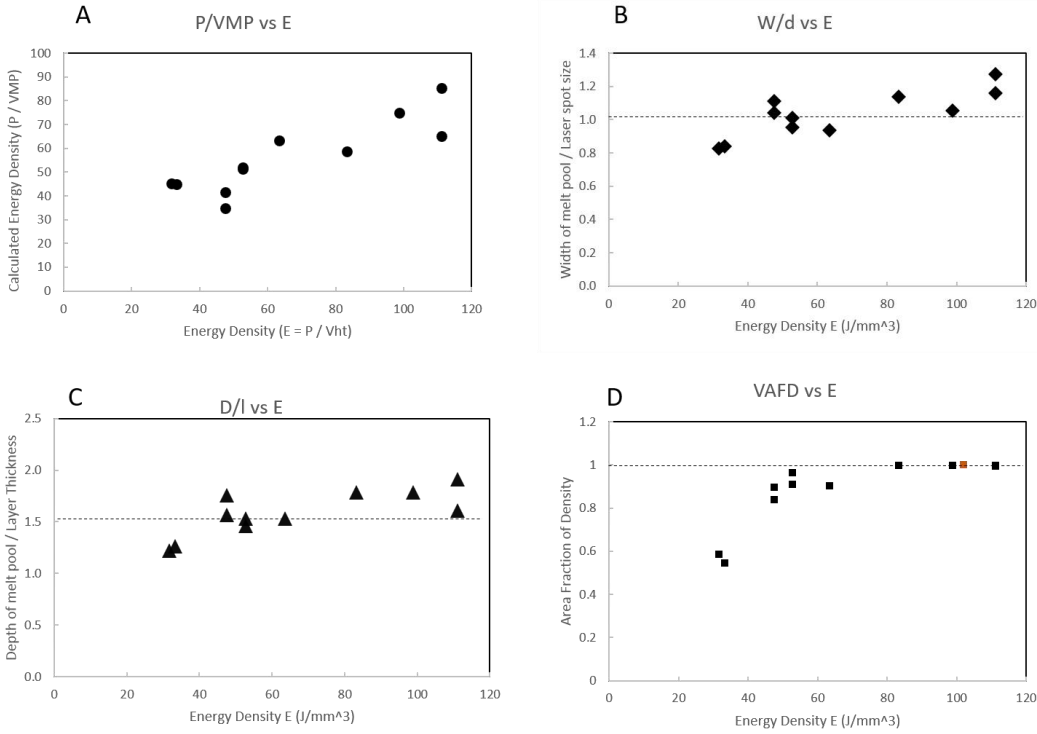 A
P/VMP vs E
Calculated Energy Density (P / VMP)
100
90
80
70
60
50
40
30
20
10
0
0 20 40 60 80 100 120
Energy Density (E = P / Vht)
B
W/d vs E
Width of melt pool / Laser spot size
1.4
1.2
1.0
0.8
0.6
0.4
0.2
0.0
0 20 40 60 80 100 120
Energy Density E (J/mm^3)
C
D/l vs E
Depth of melt pool / Layer Thickness
2.5
2.0
1.5
1.0
0.5
0.0
0 20 40 60 80 100 120
Energy Density E (J/mm^3)
D
VAFD vs E
Area Fraction of Density
1.2
1
0.8
0.6
0.4
0.2
0
0 20 40 60 80 100 120
Energy Density E (J/mm^3)